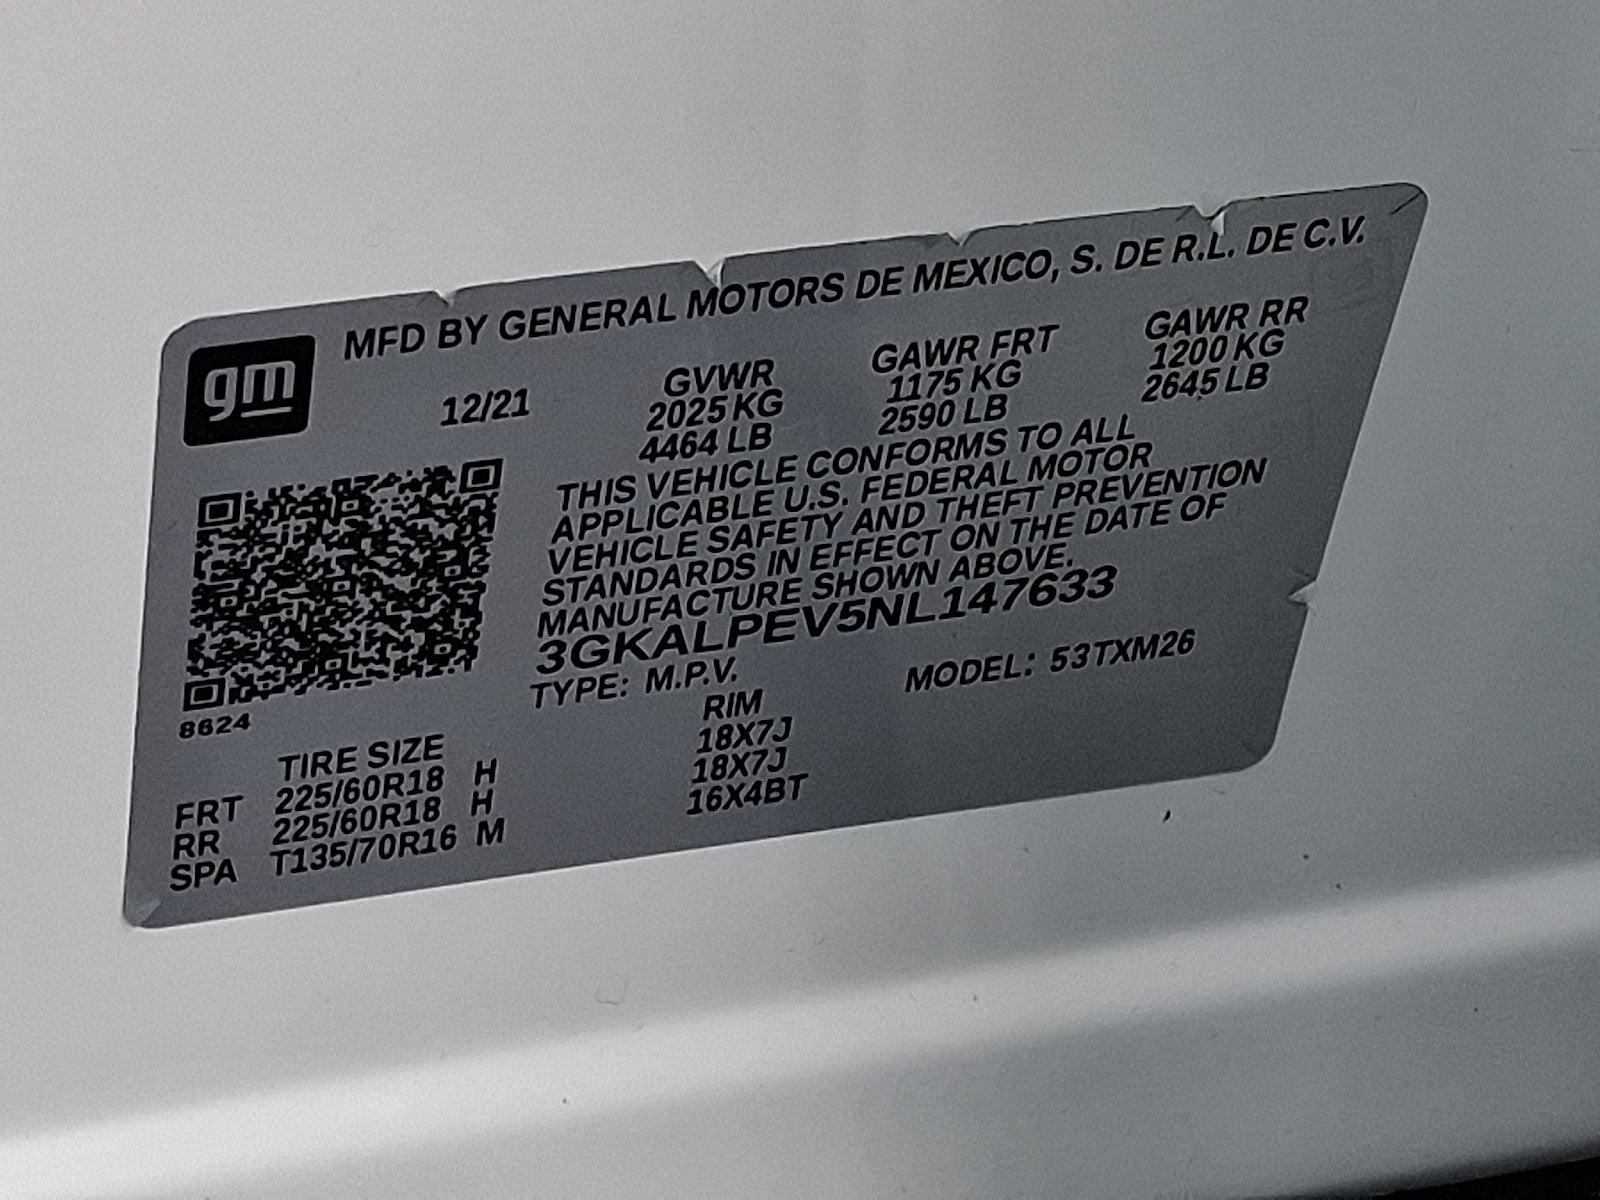 gm
MFD BY GENERAL MOTORS DE MEXICO, S. DE R.L. DE C.V.
12/21
GVWR
2025 KG
4464 LB
GAWR FRT
1175 KG
2590 LB
GAWR RR
1200 KG
2645 LB
THIS VEHICLE CONFORMS TO ALL
APPLICABLE U.S. FEDERAL MOTOR
VEHICLE SAFETY AND THEFT PREVENTION
STANDARDS IN EFFECT ON THE DATE OF
MANUFACTURE SHOWN ABOVE.
3GKALPEV5NL147633
TYPE: M.P.V. MODEL: 53TXM26
8624
TIRE SIZE RIM
FRT 225/60R18 H 18X7J
RR 225/60R18 H 18X7J
SPA T135/70R16 M 16X4BT